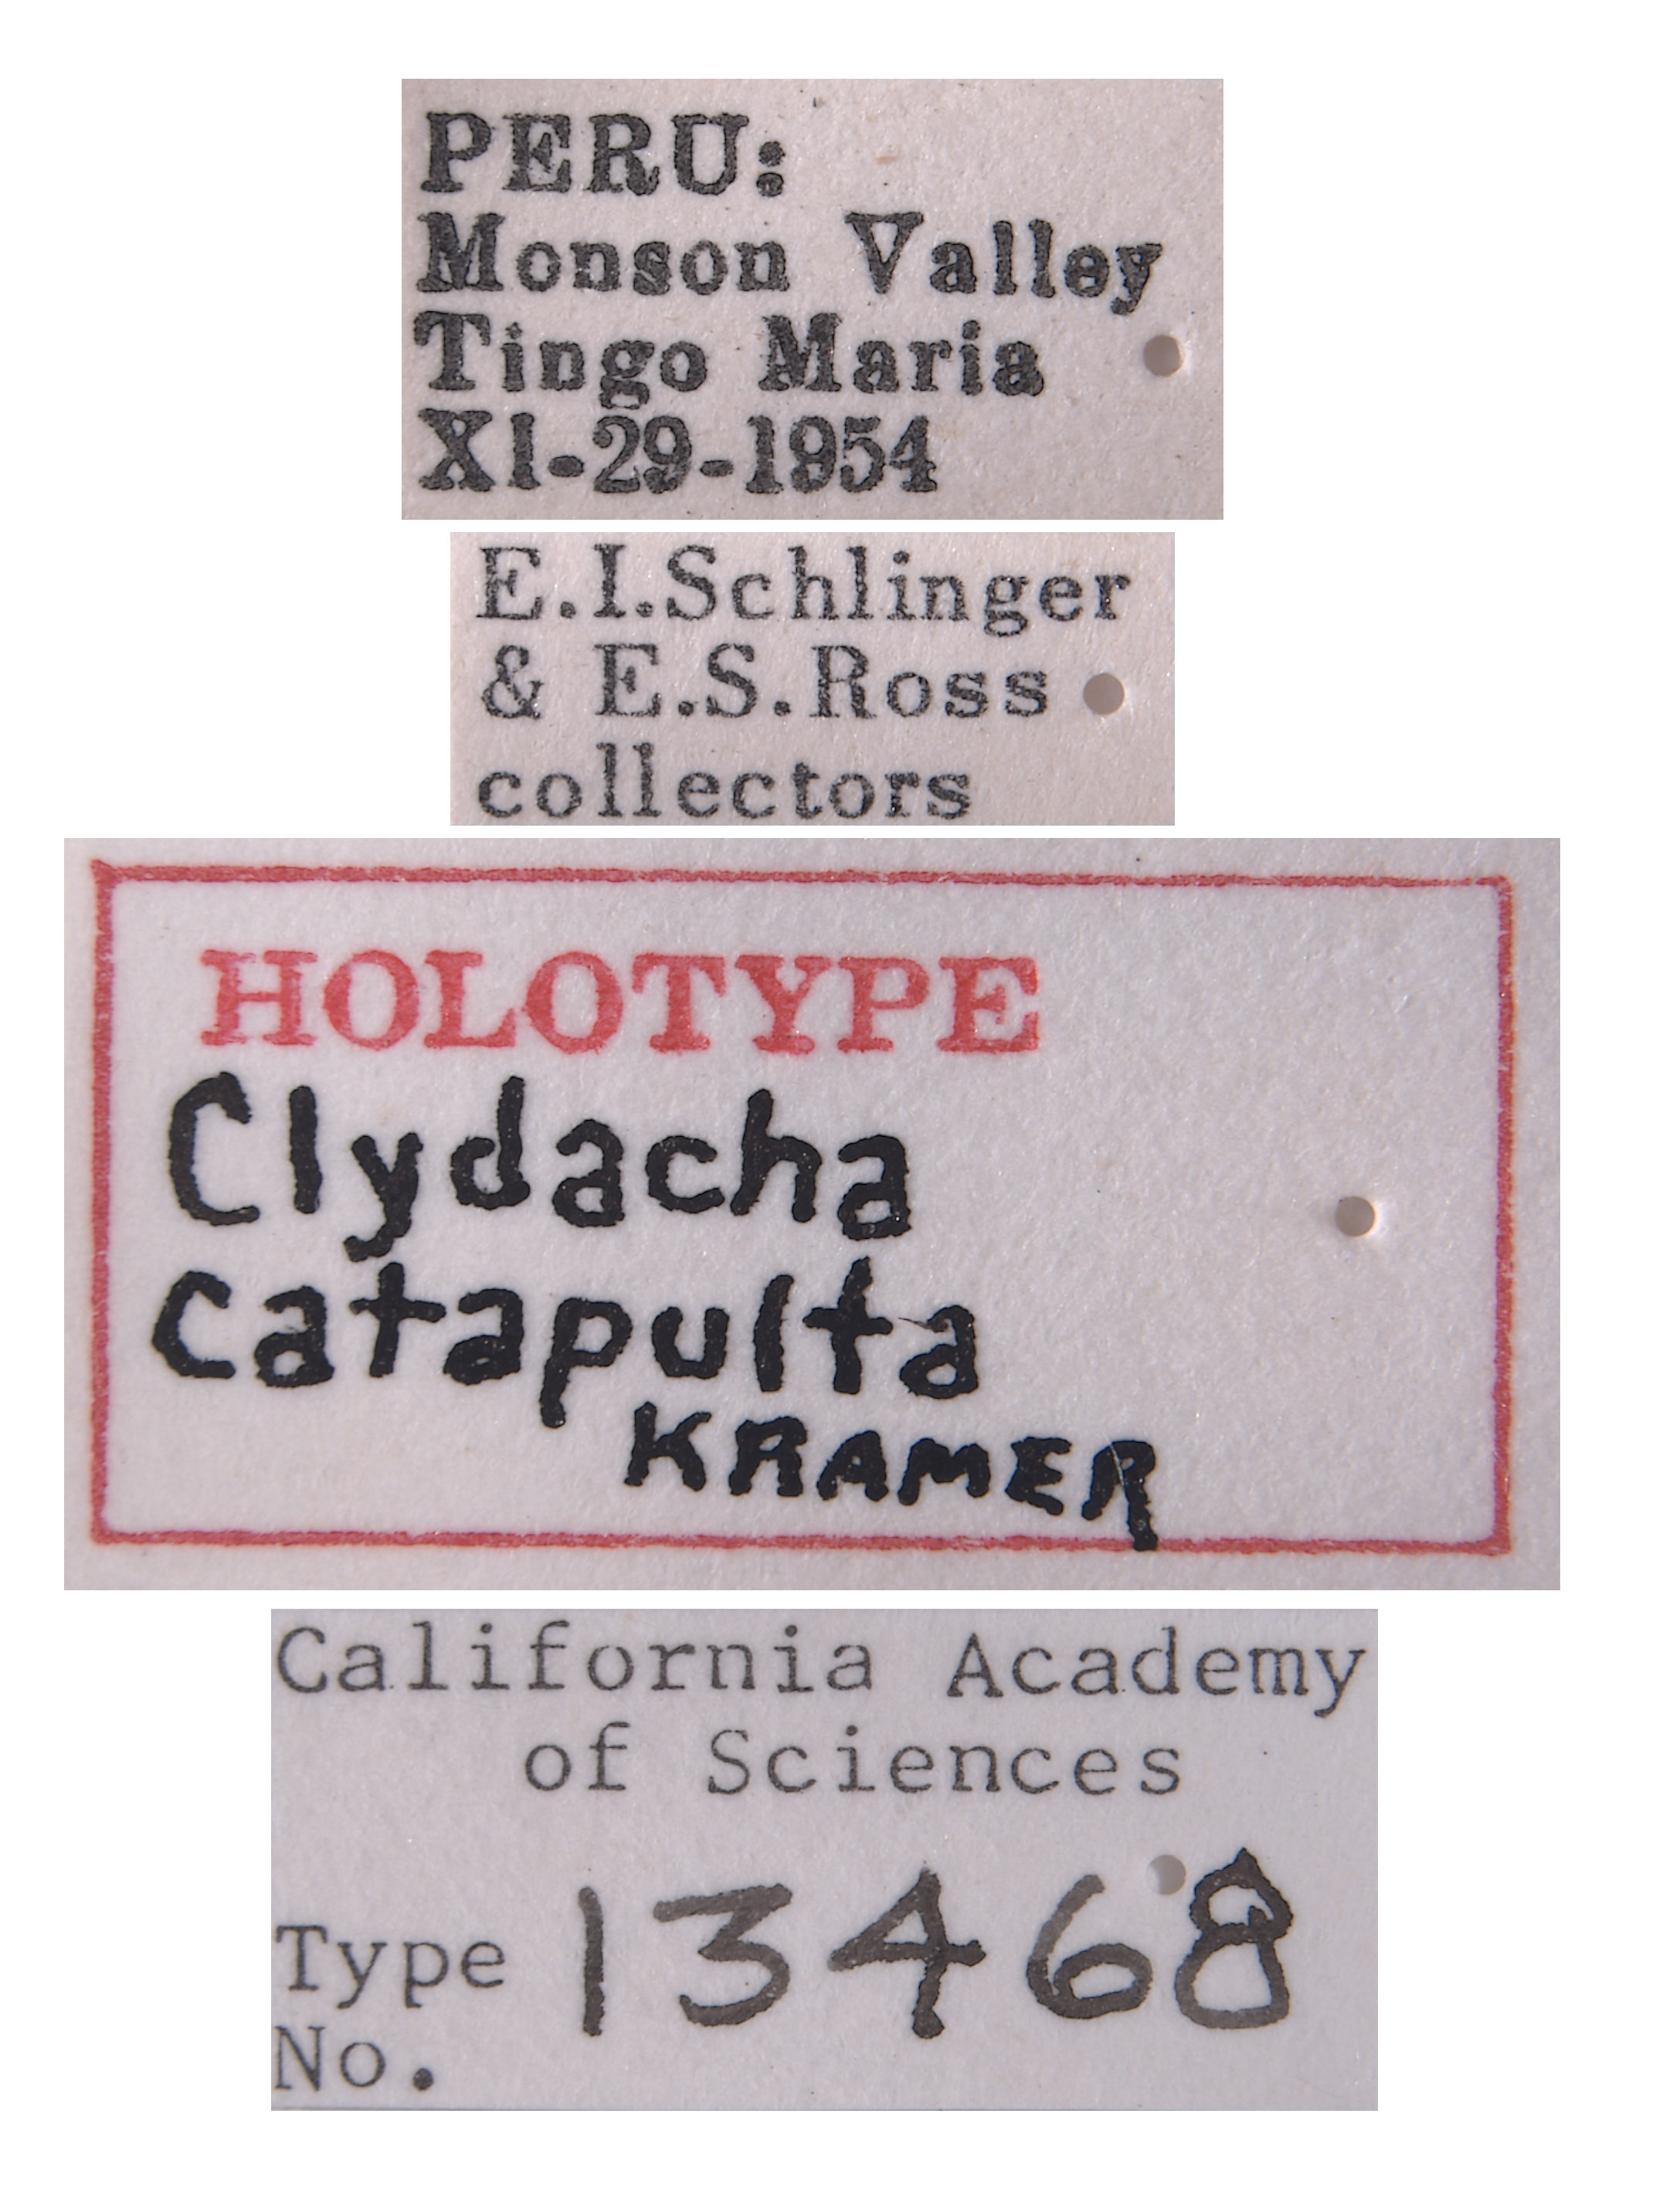 PERU:
Monson Valley
Tingo Maria
XI-29-1954
E.I.Schlinger
& E.S.Ross
collectors
HOLOTYPE
Clydacha
catapulta
KRAMER
California Academy
of Sciences
Type 13468
No.